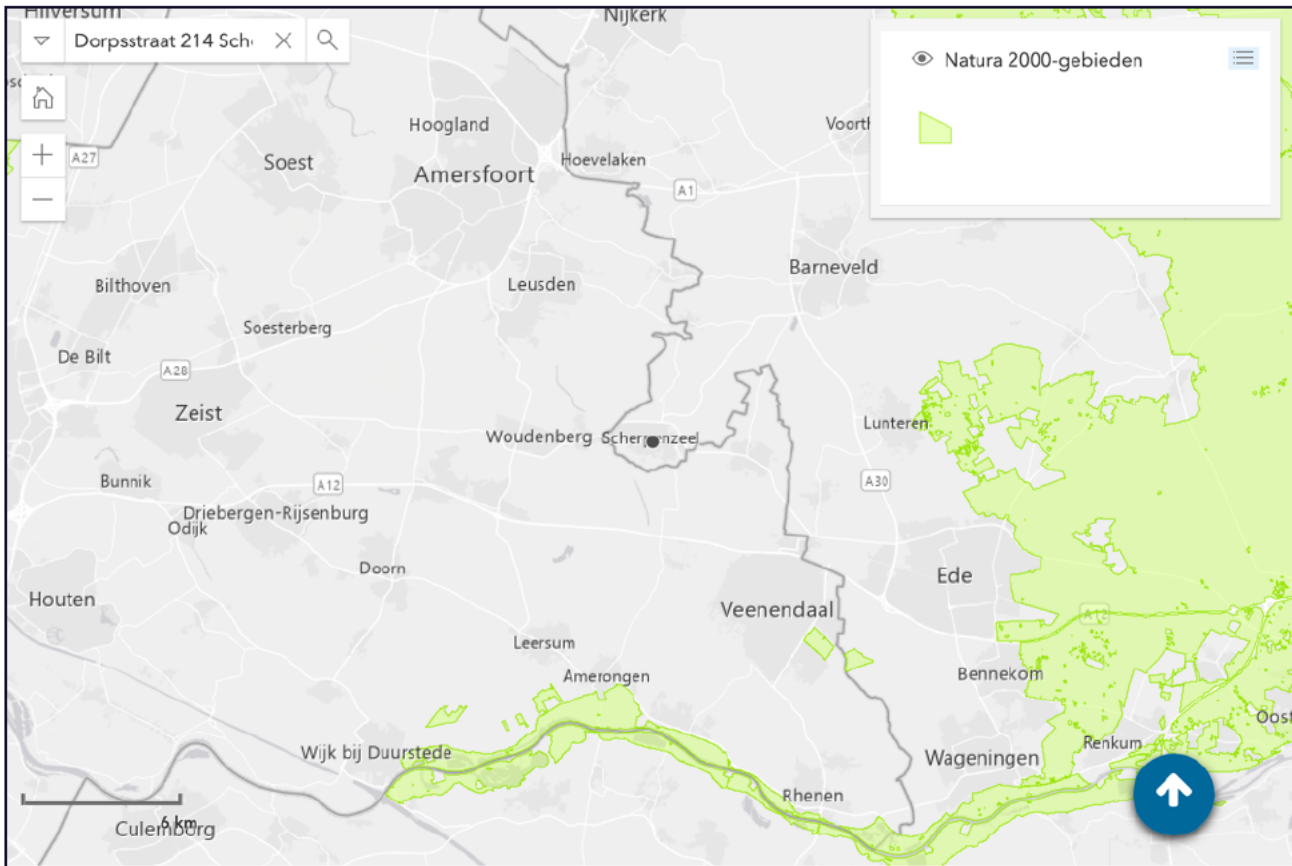 Hilversum
Nijkerk
Dorpsstraat 214
Natura 2000-gebieden
Hoogland
Voorth
A27
Soest
Hoevelaken
Amersfoort
A1
Barneveld
Bilthoven
Leusden
Soesterberg
De Bilt
A28
Zeist
Lunteren
Woudenberg
Scherpenzeel
Bunnik
A12
A30
Driebergen-Rijsenburg
Odijk
Doorn
Ede
Houten
Veenendaal
A12
Leersum
Bennekom
Amerongen
Oost
Renkum
Wijk bij Duurstede
Wageningen
Rhenen
6 km
Culemborg